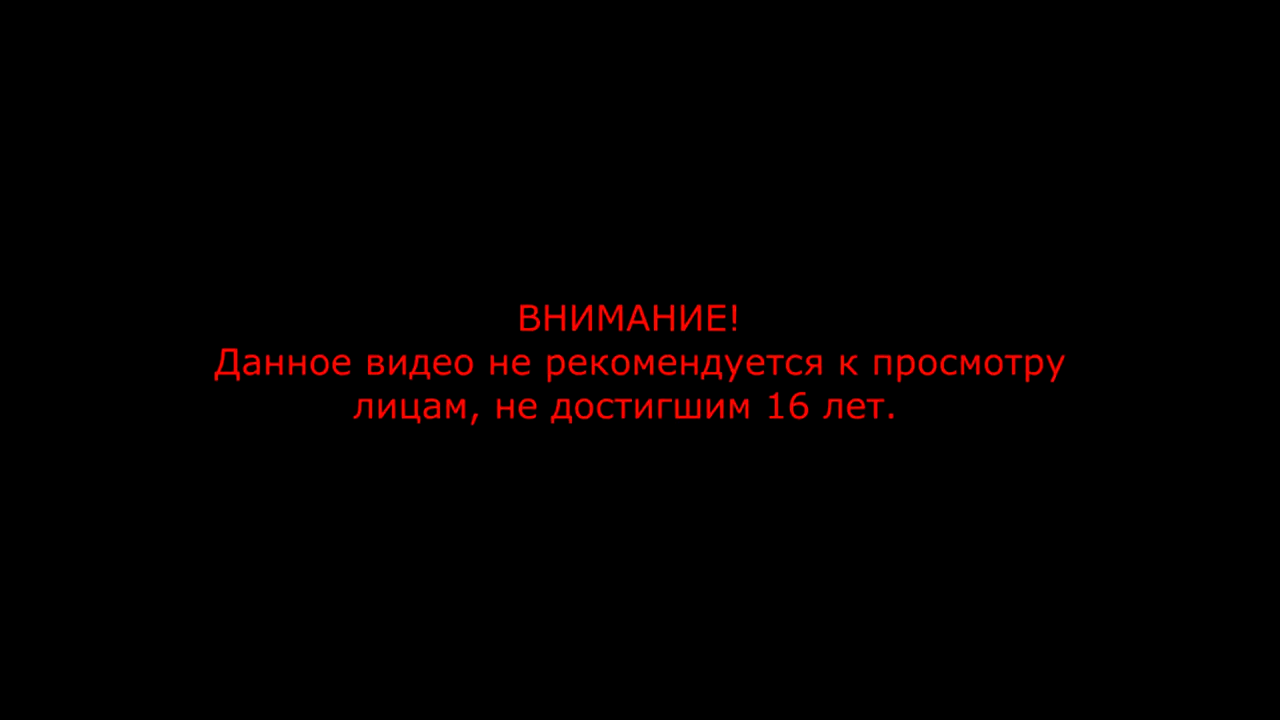 ВНИМАНИЕ!
Данное видео не рекомендуется к просмотру
лицам, не достигшим 16 лет.